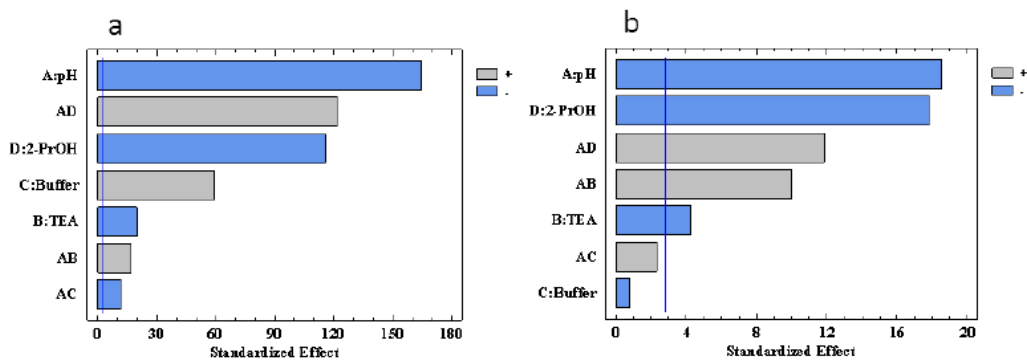 a
A:pH
AD
D:2-PrOH
C:Buffer
B:TEA
AB
AC
0 30 60 90 120 150 180
Standardized Effect
+
-
b
A:pH
D:2-PrOH
AD
AB
B:TEA
AC
C:Buffer
0 4 8 12 16 20
Standardized Effect
+
-